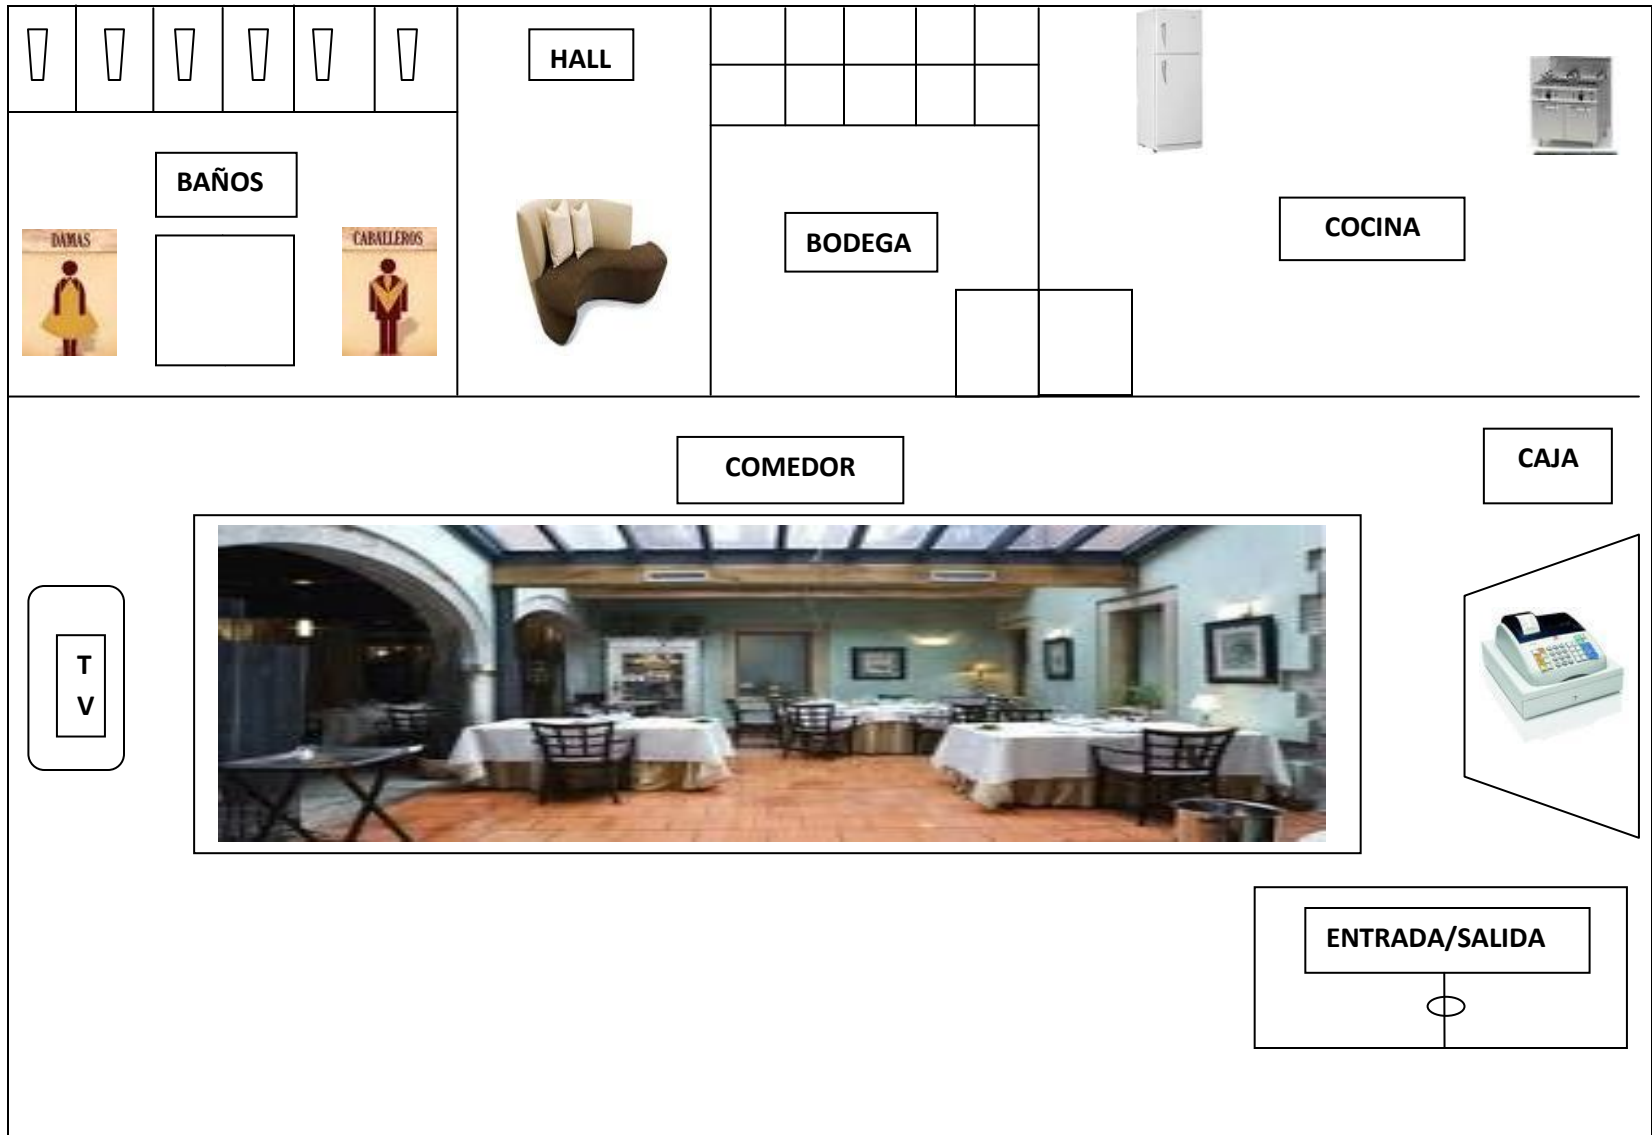 HALL
BAÑOS
DAMAS
CABALLEROS
BODEGA
COCINA
COMEDOR
CAJA
T
V
ENTRADA/SALIDA